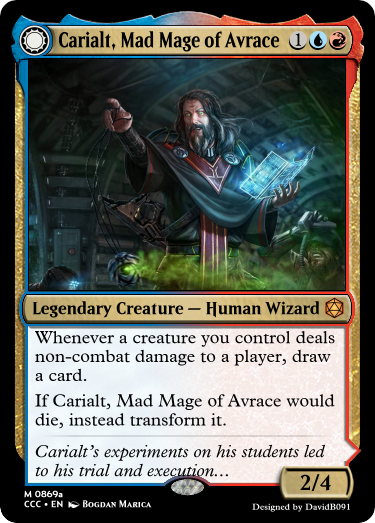 Carialt, Mad Mage of Avrace 1
Legendary Creature — Human Wizard
Whenever a creature you control deals
non-combat damage to a player, draw
a card.
If Carialt, Mad Mage of Avrace would
die, instead transform it.
Carialt's experiments on his students led
to his trial and execution...
2/4
M 0869a
CCC • EN Bogdan Marica
Designed by DavidB091